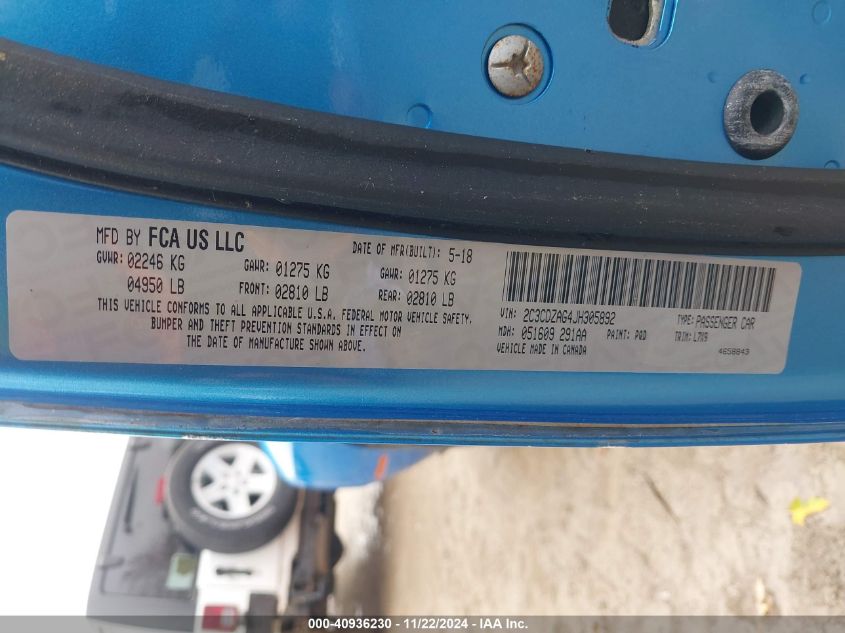 MFD BY FCA US LLC
DATE OF MFR(BUILT): 5-18
GVWR: 02246 KG
GAWR: 01275 KG
GAWR: 01275 KG
04950 LB
FRONT: 02810 LB
REAR: 02810 LB
THIS VEHICLE CONFORMS TO ALL APPLICABLE U.S.A. FEDERAL MOTOR VEHICLE SAFETY,
BUMPER AND THEFT PREVENTION STANDARDS IN EFFECT ON
THE DATE OF MANUFACTURE SHOWN ABOVE.
VIN: 2C3CDZAG4JH305892
TYPE: PASSENGER CAR
MDH: 051609 291AA
PAINT: PQD
TRIM: L7X9
VEHICLE MADE IN CANADA
4658843
000-40936230 - 11/22/2024 - IAA Inc.